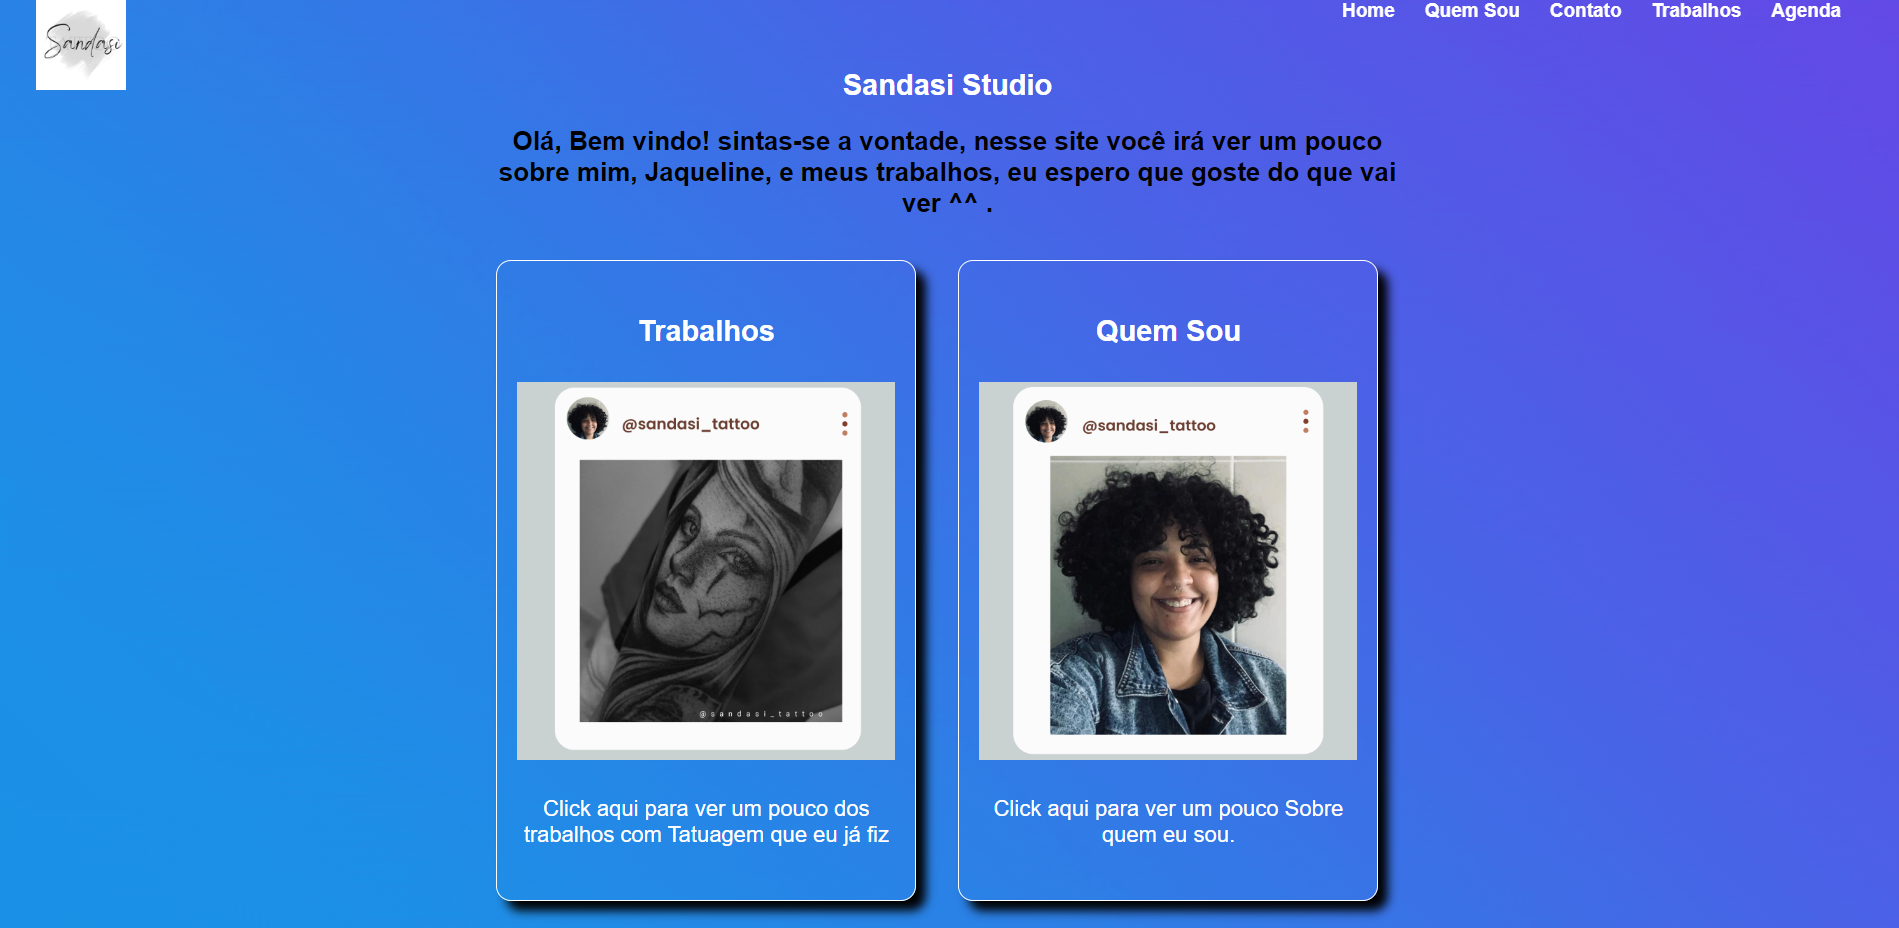 Sandasi
Home Quem Sou Contato Trabalhos Agenda
Sandasi Studio
Olá, Bem vindo! sintas-se a vontade, nesse site você irá ver um pouco
sobre mim, Jaqueline, e meus trabalhos, eu espero que goste do que vai
ver ^^ .
Trabalhos
@sandasi_tattoo
@sandasi_tattoo
Click aqui para ver um pouco dos
trabalhos com Tatuagem que eu já fiz
Quem Sou
@sandasi_tattoo
Click aqui para ver um pouco Sobre
quem eu sou.